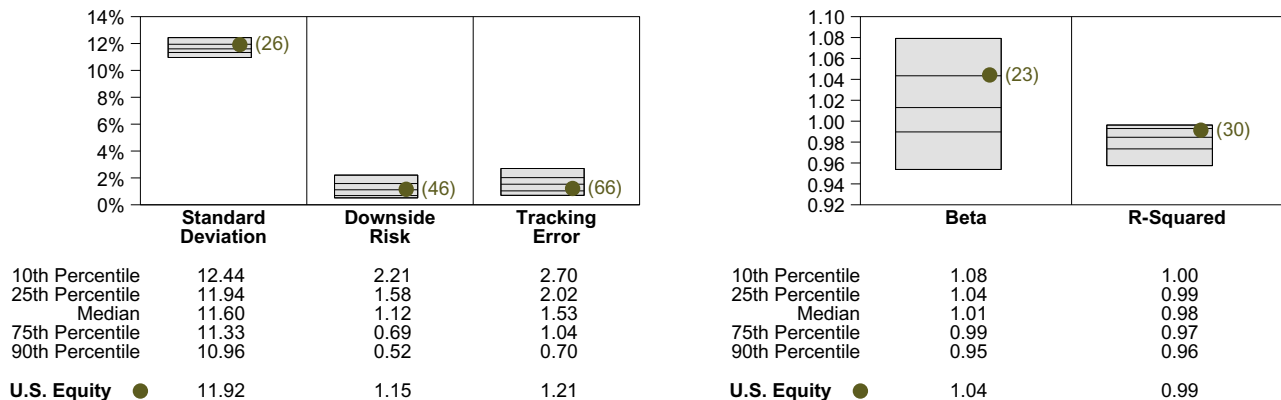 14%
12%
10%
8%
6%
4%
2%
0%
(26)
(46)
(66)
Standard Deviation
Downside Risk
Tracking Error
10th Percentile 12.44 2.21 2.70
25th Percentile 11.94 1.58 2.02
Median 11.60 1.12 1.53
75th Percentile 11.33 0.69 1.04
90th Percentile 10.96 0.52 0.70
U.S. Equity 11.92 1.15 1.21
1.10
1.08
1.06
1.04
1.02
1.00
0.98
0.96
0.94
0.92
(23)
(30)
Beta
R-Squared
10th Percentile 1.08 1.00
25th Percentile 1.04 0.99
Median 1.01 0.98
75th Percentile 0.99 0.97
90th Percentile 0.95 0.96
U.S. Equity 1.04 0.99